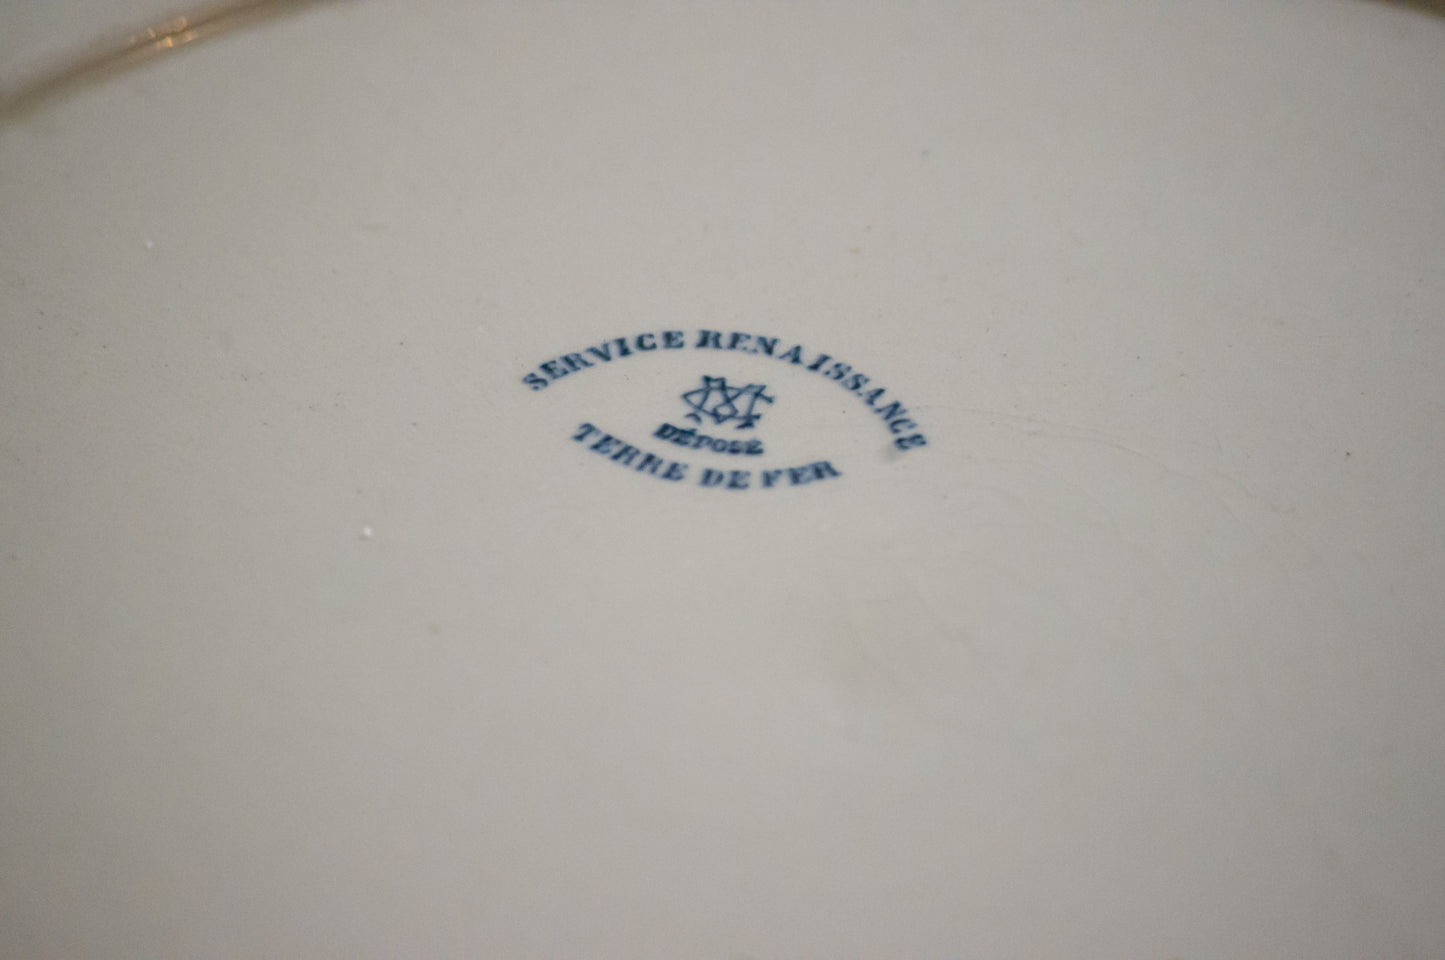 SERVICE RENAISSANCE
DÉPOSÉ
TERRE DE FER